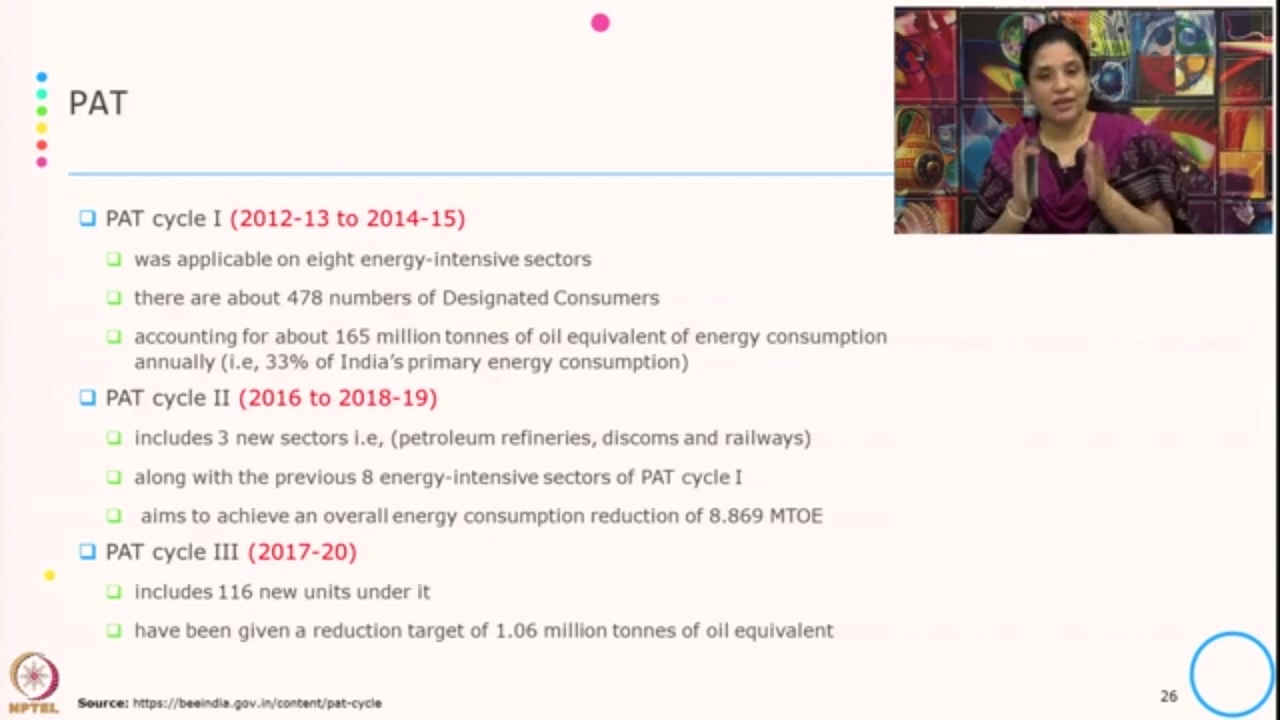 PAT
PAT cycle I (2012-13 to 2014-15)
was applicable on eight energy-intensive sectors
there are about 478 numbers of Designated Consumers
accounting for about 165 million tonnes of oil equivalent of energy consumption
annually (i.e, 33% of India's primary energy consumption)
PAT cycle II (2016 to 2018-19)
includes 3 new sectors i.e, (petroleum refineries, discoms and railways)
along with the previous 8 energy-intensive sectors of PAT cycle I
aims to achieve an overall energy consumption reduction of 8.869 MTOE
PAT cycle III (2017-20)
includes 116 new units under it
have been given a reduction target of 1.06 million tonnes of oil equivalent
NPTEL
Source: https://beeindia.gov.in/content/pat-cycle
26